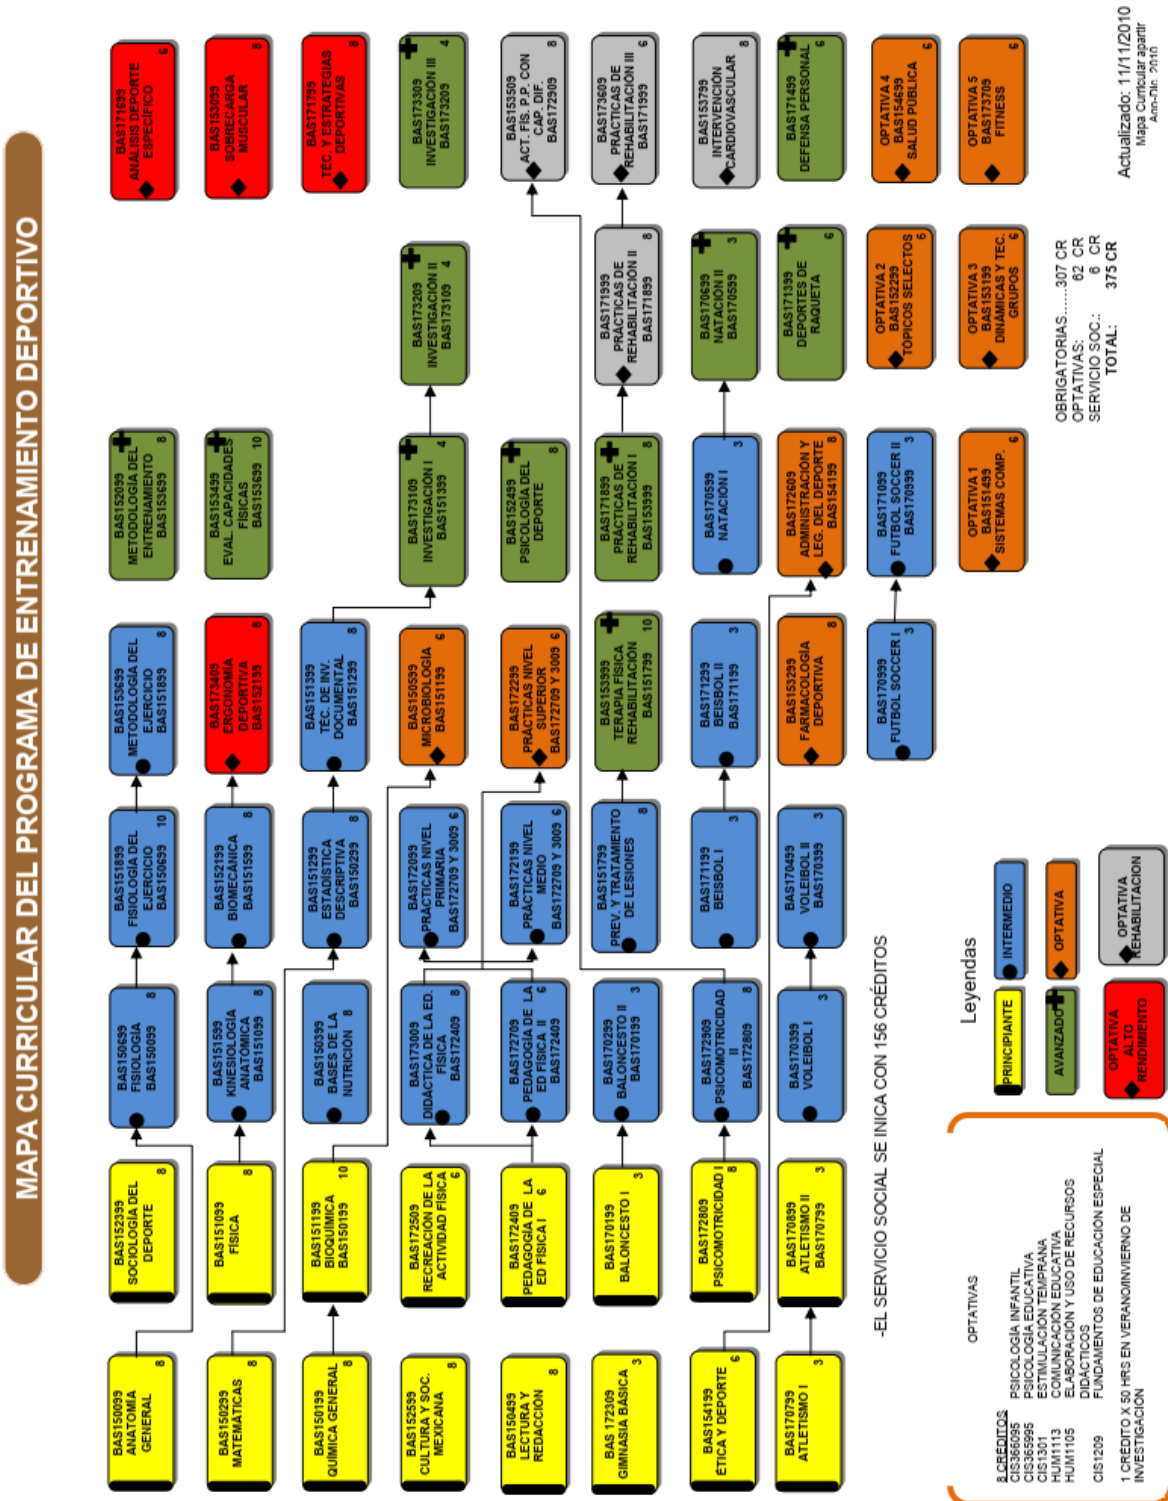 MAPA CURRICULAR DEL PROGRAMA DE ENTRENAMIENTO DEPORTIVO
BAS150099
ANATOMÍA
GENERAL
8
BAS152399
SOCIOLOGÍA DEL
DEPORTE
8
BAS150699
FISIOLOGÍA
BAS150099
8
BAS151899
FISIOLOGÍA DEL
EJERCICIO
BAS150699
10
BAS153699
METODOLOGÍA DEL
EJERCICIO
BAS151899
8
BAS152099
METODOLOGÍA DEL
ENTRENAMIENTO
BAS153699
8
BAS171699
ANÁLISIS DEPORTE
ESPECÍFICO
6
BAS150299
MATEMÁTICAS
8
BAS151099
FÍSICA
8
BAS151599
KINESIOLOGÍA
ANATÓMICA
BAS151099
8
BAS152199
BIOMECÁNICA
BAS151599
8
BAS173409
ERGONOMÍA
DEPORTIVA
BAS152199
8
BAS153499
EVAL. CAPACIDADES
FÍSICAS
BAS153699
10
BAS153099
SOBRECARGA
MUSCULAR
8
BAS150199
QUÍMICA GENERAL
8
BAS151199
BIOQUÍMICA
BAS150199
10
BAS150399
BASES DE LA
NUTRICIÓN 8
BAS151299
ESTADÍSTICA
DESCRIPTIVA
BAS150299
8
BAS151399
TÉC. DE INV.
DOCUMENTAL
BAS151299
8
BAS171799
TÉC. Y ESTRATEGIAS
DEPORTIVAS
8
BAS152599
CULTURA Y SOC.
MEXICANA
8
BAS172509
RECREACIÓN DE LA
ACTIVIDAD FÍSICA
6
BAS173009
DIDÁCTICA DE LA ED.
FÍSICA
BAS172409
8
BAS172099
PRÁCTICAS NIVEL
PRIMARIA
BAS172709 Y 3009 6
BAS150599
MICROBIOLOGÍA
BAS151199
6
BAS173109
INVESTIGACIÓN I
BAS151399
4
BAS173209
INVESTIGACIÓN II
BAS173109
4
BAS173309
INVESTIGACIÓN III
BAS173209
4
BAS150499
LECTURA Y
REDACCIÓN
8
BAS172409
PEDAGOGÍA DE LA
ED FÍSICA I
6
BAS172709
PEDAGOGÍA DE LA
ED FÍSICA II
BAS172409
6
BAS172199
PRÁCTICAS NIVEL
MEDIO
BAS172709 Y 3009 6
BAS172299
PRÁCTICAS NIVEL
SUPERIOR
BAS172709 Y 3009 6
BAS152499
PSICOLOGÍA DEL
DEPORTE
8
BAS153509
ACT. FÍS. P.P. CON
CAP. DIF.
BAS172909
8
BAS 172309
GIMNASIA BÁSICA
3
BAS170199
BALONCESTO I
3
BAS170299
BALONCESTO II
BAS170199
3
BAS151799
PREV. Y TRATAMIENTO
DE LESIONES
8
BAS153999
TERAPIA FÍSICA
REHABILITACIÓN
BAS151799
10
BAS171899
PRÁCTICAS DE
REHABILITACIÓN I
BAS153999
8
BAS171999
PRÁCTICAS DE
REHABILITACIÓN II
BAS171899
8
BAS173609
PRÁCTICAS DE
REHABILITACIÓN III
BAS171999
6
BAS154199
ÉTICA Y DEPORTE
6
BAS172809
PSICOMOTRICIDAD I
8
BAS172909
PSICOMOTRICIDAD
II
BAS172809
8
BAS171199
BEISBOL I
3
BAS171299
BEISBOL II
BAS171199
3
BAS170599
NATACIÓN I
3
BAS170699
NATACIÓN II
BAS170599
3
BAS153799
INTERVENCIÓN
CARDIOVASCULAR
8
BAS170799
ATLETISMO I
3
BAS170899
ATLETISMO II
BAS170799
3
BAS170399
VOLEIBOL I
3
BAS170499
VOLEIBOL II
BAS170399
3
BAS153299
FARMACOLOGÍA
DEPORTIVA
8
BAS172609
ADMINISTRACIÓN Y
LEG. DEL DEPORTE
BAS154199
8
BAS171399
DEPORTES DE
RAQUETA
6
BAS171499
DEFENSA PERSONAL
6
BAS170999
FUTBOL SOCCER I
3
BAS171099
FUTBOL SOCCER II
BAS170999
3
OPTATIVA 2
BAS152299
TÓPICOS SELECTOS
6
OPTATIVA 4
BAS154699
SALUD PÚBLICA
6
OPTATIVA 1
BAS151499
SISTEMAS COMP.
6
OPTATIVA 3
BAS153199
DINÁMICAS Y TEC.
GRUPOS
6
OPTATIVA 5
BAS173709
FITNESS
6
-EL SERVICIO SOCIAL SE INICA CON 156 CRÉDITOS
OPTATIVAS
8 CRÉDITOS
CIS366095 PSICOLOGÍA INFANTIL
CIS365995 PSICOLOGÍA EDUCATIVA
CIS1301 ESTIMULACIÓN TEMPRANA
HUM1113 COMUNICACIÓN EDUCATIVA
HUM1105 ELABORACIÓN Y USO DE RECURSOS
DIDÁCTICOS
CIS1209 FUNDAMENTOS DE EDUCACIÓN ESPECIAL
1 CRÉDITO X 50 HRS EN VERANO/INVIERNO DE
INVESTIGACIÓN
Leyendas
PRINCIPIANTE
INTERMEDIO
AVANZADO
OPTATIVA
OPTATIVA
ALTO
RENDIMIENTO
OPTATIVA
REHABILITACION
OBRIGATORIAS.......307 CR
OPTATIVAS: 62 CR
SERVICIO SOC.: 6 CR
TOTAL: 375 CR
Actualizado: 11/11/2010
Mapa Curricular apartir
Ago-Dic 2010